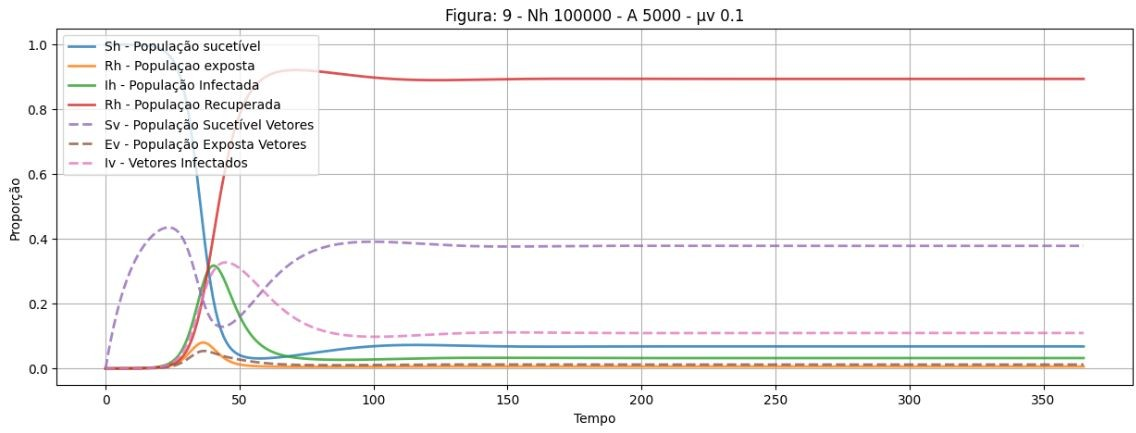 Figura: 9 - Nh 100000 - A 5000 - μv 0.1
Sh - População sucetível
Rh - Populaçao exposta
Ih - População Infectada
Rh - Populaçao Recuperada
Sv - População Sucetível Vetores
Ev - População Exposta Vetores
Iv - Vetores Infectados
Proporção
1.0
0.8
0.6
0.4
0.2
0.0
0 50 100 150 200 250 300 350
Tempo